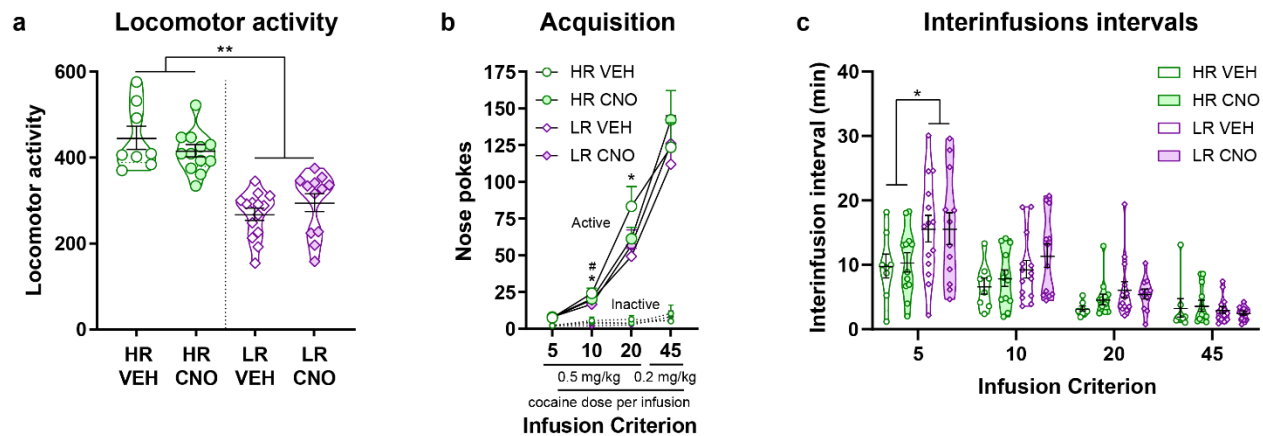 a Locomotor activity
Locomotor activity
600
400
200
0
**
HR VEH
HR CNO
LR VEH
LR CNO
b Acquisition
HR VEH
HR CNO
LR VEH
LR CNO
Nose pokes
175
150
125
100
75
50
25
0
*
Active
#
*
Inactive
5 10 20 45
0.5 mg/kg 0.2 mg/kg
cocaine dose per infusion
Infusion Criterion
c Interinfusions intervals
HR VEH
HR CNO
LR VEH
LR CNO
Interinfusion interval (min)
40
30
20
10
0
*
5 10 20 45
Infusion Criterion